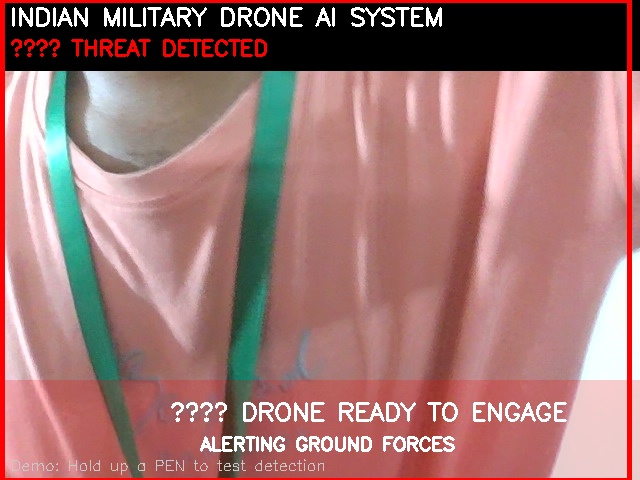 INDIAN MILITARY DRONE AI SYSTEM
???? THREAT DETECTED
???? DRONE READY TO ENGAGE
ALERTING GROUND FORCES
Demo: Hold up a PEN to test detection